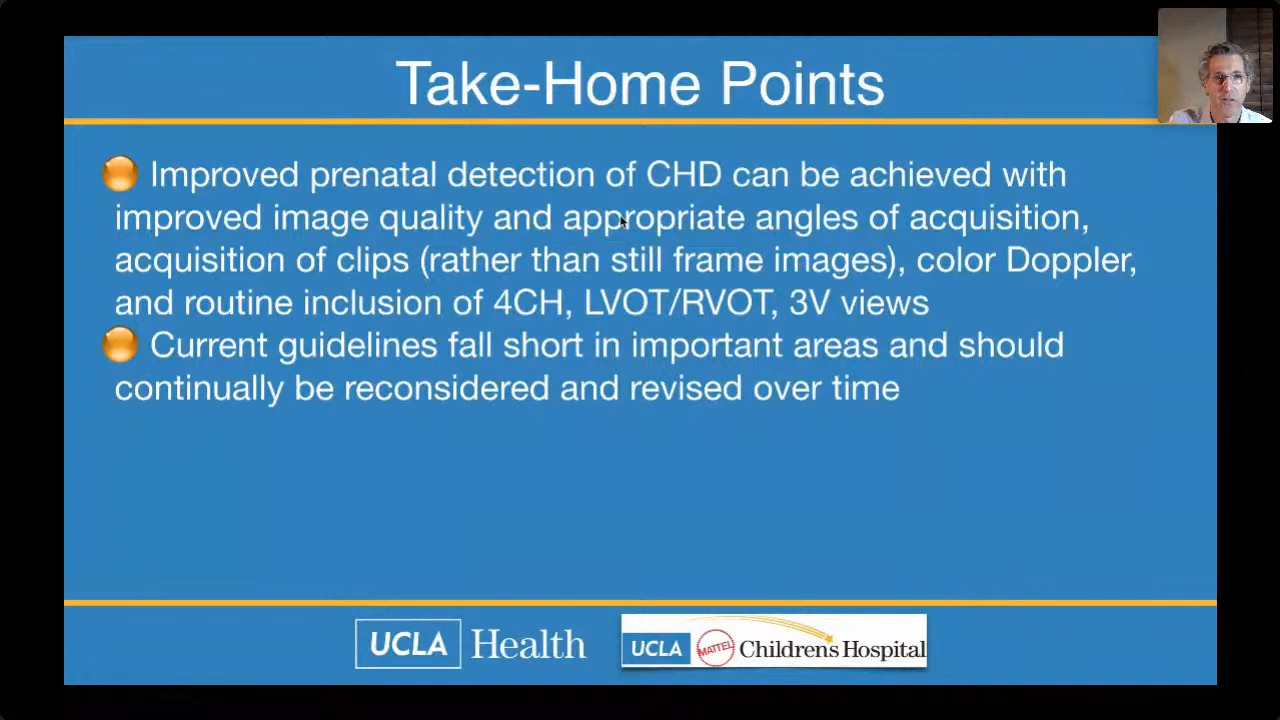 Take-Home Points
Improved prenatal detection of CHD can be achieved with
improved image quality and appropriate angles of acquisition,
acquisition of clips (rather than still frame images), color Doppler,
and routine inclusion of 4CH, LVOT/RVOT, 3V views
Current guidelines fall short in important areas and should
continually be reconsidered and revised over time
UCLA Health
UCLA MATTEL Childrens Hospital